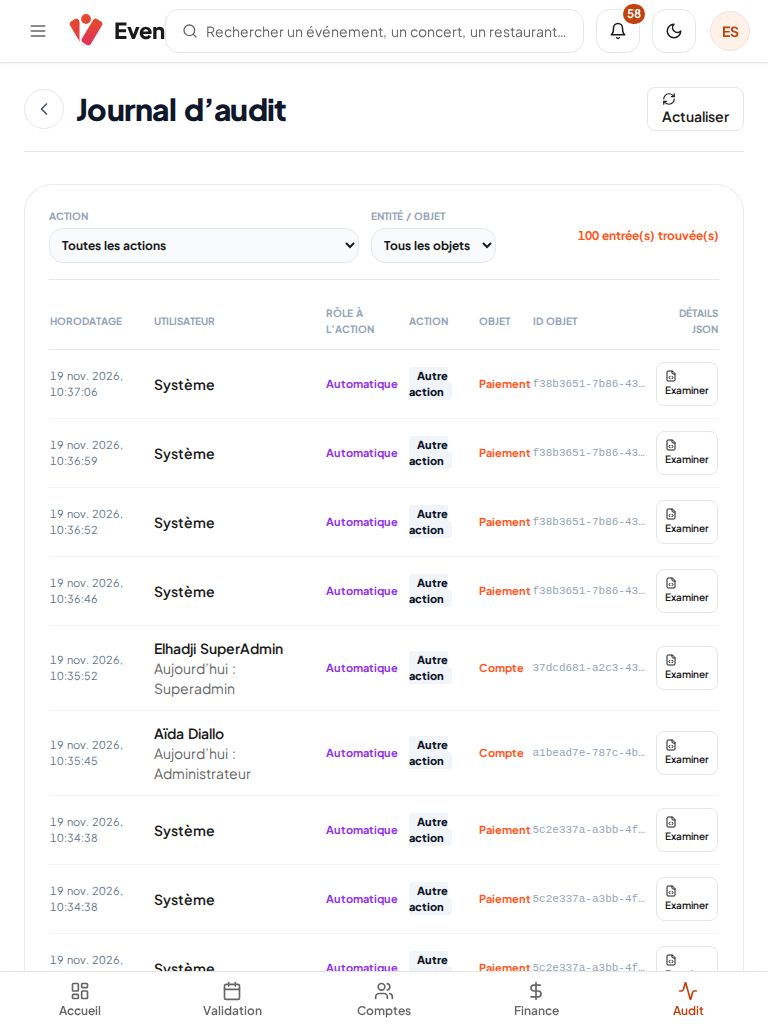 Even
Rechercher un événement, un concert, un restaurant...
58
ES
Journal d'audit
Actualiser
ACTION
ENTITÉ / OBJET
Toutes les actions
Tous les objets
100 entrée(s) trouvée(s)
HORODATAGE UTILISATEUR RÔLE À L'ACTION ACTION OBJET ID OBJET DÉTAILS JSON
19 nov. 2026, 10:37:06 Système Automatique Autre action Paiement f38b3651-7b86-43… Examiner
19 nov. 2026, 10:36:59 Système Automatique Autre action Paiement f38b3651-7b86-43… Examiner
19 nov. 2026, 10:36:52 Système Automatique Autre action Paiement f38b3651-7b86-43… Examiner
19 nov. 2026, 10:36:46 Système Automatique Autre action Paiement f38b3651-7b86-43… Examiner
19 nov. 2026, 10:35:52 Elhadji SuperAdmin Aujourd'hui : Superadmin Automatique Autre action Compte 37dcd681-a2c3-43… Examiner
19 nov. 2026, 10:35:45 Aïda Diallo Aujourd'hui : Administrateur Automatique Autre action Compte a1bead7e-787c-4b… Examiner
19 nov. 2026, 10:34:38 Système Automatique Autre action Paiement 5c2e337a-a3bb-4f… Examiner
19 nov. 2026, 10:34:38 Système Automatique Autre action Paiement 5c2e337a-a3bb-4f… Examiner
19 nov. 2026, Système Automatique Autre Paiement 5c2e337a-a3bb-4f…
Accueil
Validation
Comptes
Finance
Audit